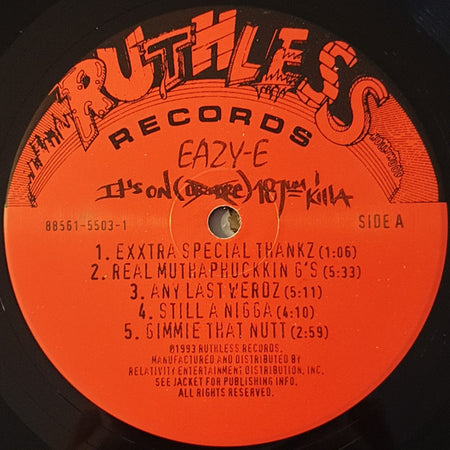 RUTHLESS
RECORDS
EAZY-E
It's ON (Dr. Dre) 187um Killa
88561-5503-1
SIDE A
1. EXXTRA SPECIAL THANKZ (1:06)
2. REAL MUTHAPHUCKKIN G'S (5:33)
3. ANY LAST WERDZ (5:11)
4. STILL A NIGGA (4:10)
5. GIMMIE THAT NUTT (2:59)
℗1993 RUTHLESS RECORDS.
MANUFACTURED AND DISTRIBUTED BY
RELATIVITY ENTERTAINMENT DISTRIBUTION, INC.
SEE JACKET FOR PUBLISHING INFO.
ALL RIGHTS RESERVED.